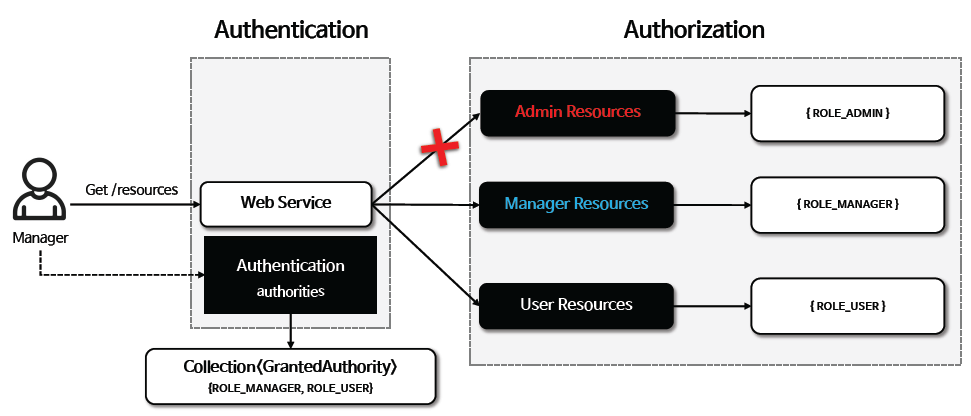 Authentication
Authorization
Admin Resources
{ ROLE_ADMIN }
Get /resources
Web Service
Manager Resources
{ ROLE_MANAGER }
Manager
Authentication
authorities
User Resources
{ ROLE_USER }
Collection⟨GrantedAuthority⟩
{ROLE_MANAGER, ROLE_USER}